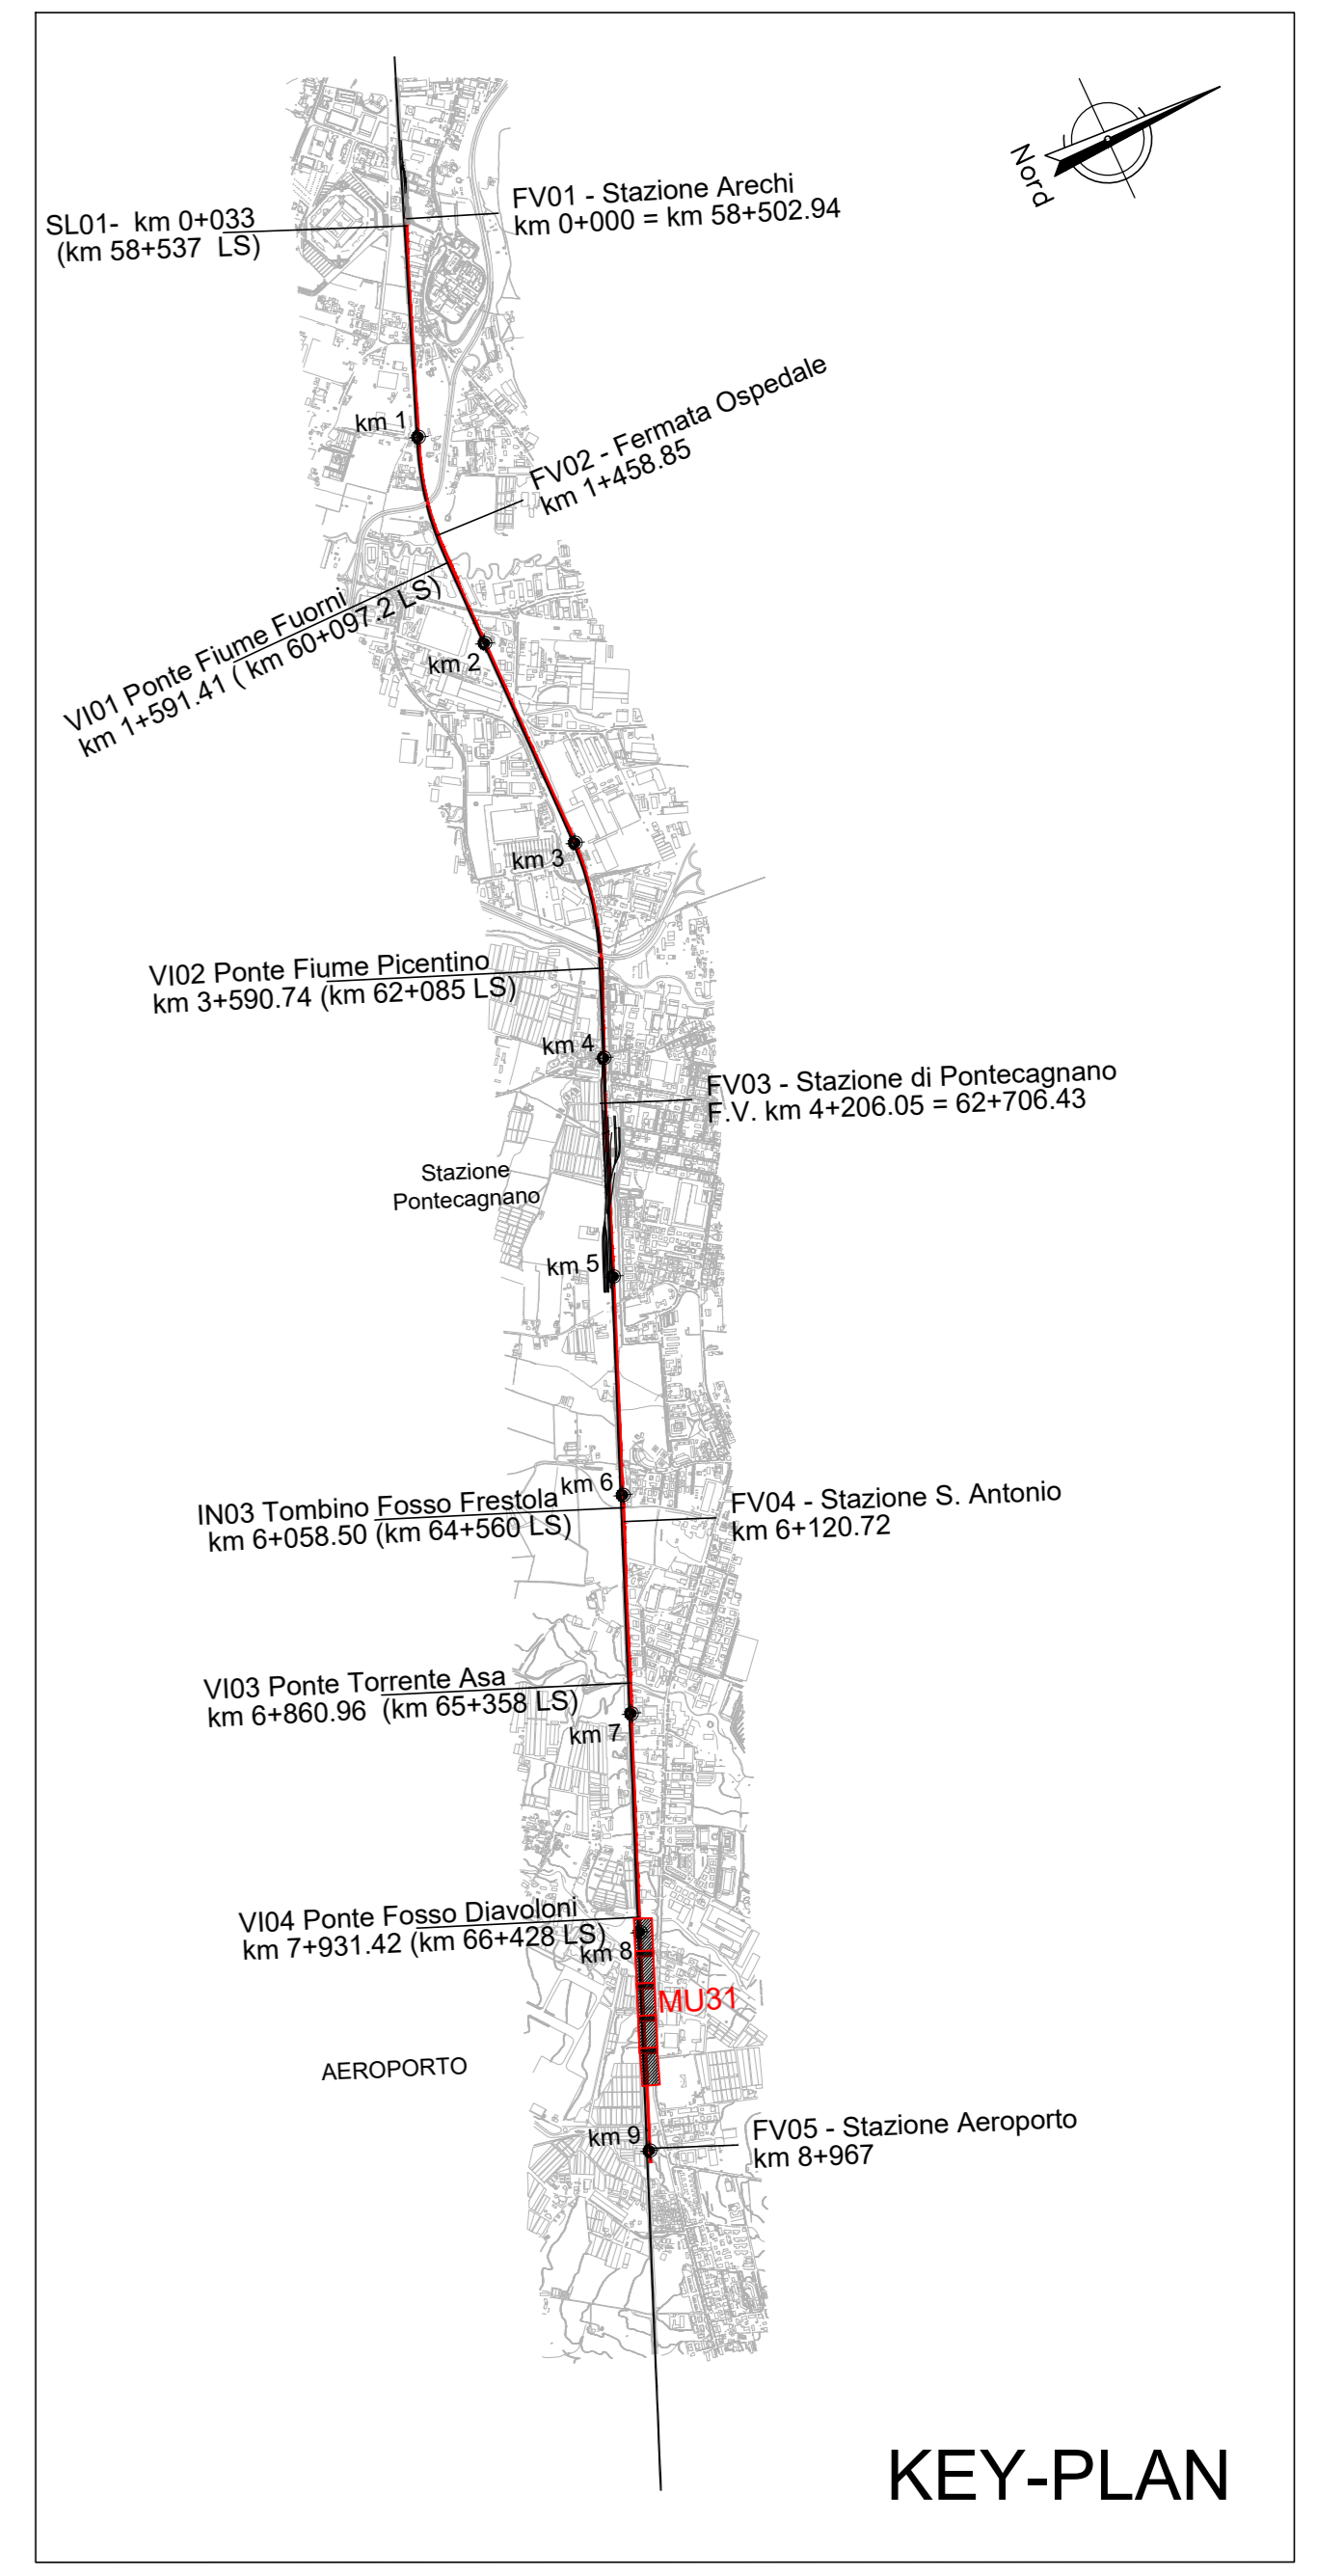 Nord
FV01 - Stazione Arechi
km 0+000 = km 58+502.94
SL01- km 0+033
(km 58+537 LS)
km 1
FV02 - Fermata Ospedale
km 1+458.85
VI01 Ponte Fiume Fuorni
km 1+591.41 ( km 60+097.2 LS)
km 2
km 3
VI02 Ponte Fiume Picentino
km 3+590.74 (km 62+085 LS)
km 4
FV03 - Stazione di Pontecagnano
F.V. km 4+206.05 = 62+706.43
Stazione
Pontecagnano
km 5
km 6
IN03 Tombino Fosso Frestola
km 6+058.50 (km 64+560 LS)
FV04 - Stazione S. Antonio
km 6+120.72
VI03 Ponte Torrente Asa
km 6+860.96 (km 65+358 LS)
km 7
VI04 Ponte Fosso Diavoloni
km 7+931.42 (km 66+428 LS)
km 8
MU31
AEROPORTO
km 9
FV05 - Stazione Aeroporto
km 8+967
KEY-PLAN